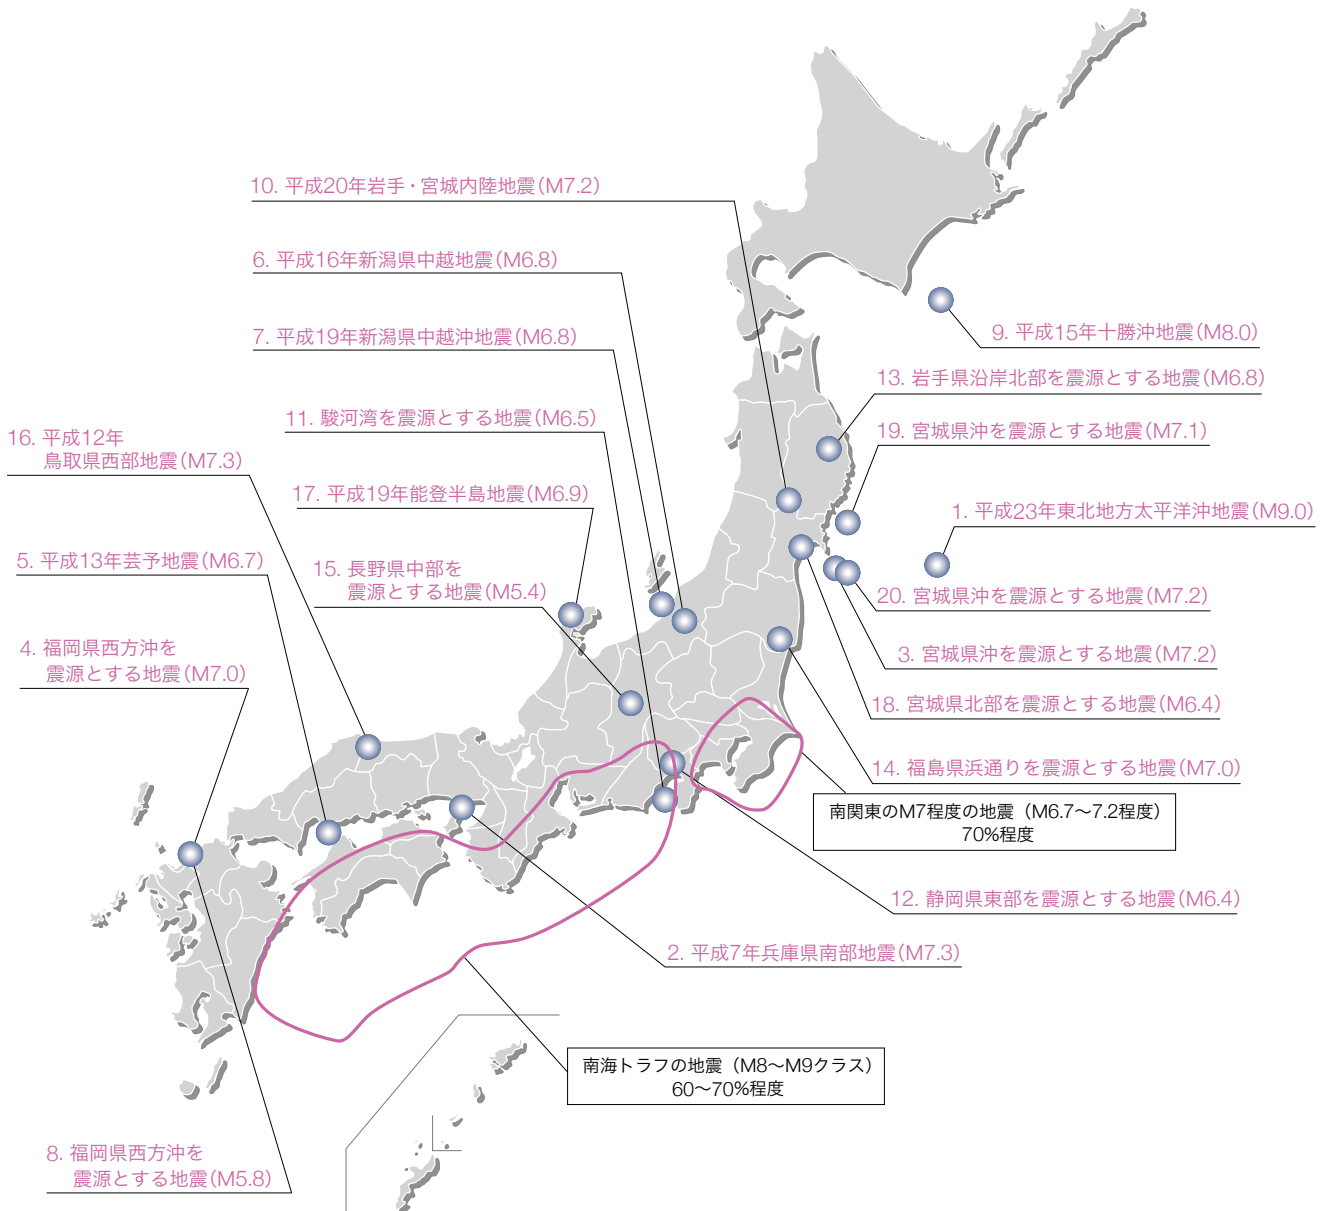 10. 平成20年岩手・宮城内陸地震（M7.2）
6. 平成16年新潟県中越地震（M6.8）
7. 平成19年新潟県中越沖地震（M6.8）
9. 平成15年十勝沖地震（M8.0）
13. 岩手県沿岸北部を震源とする地震（M6.8）
11. 駿河湾を震源とする地震（M6.5）
16. 平成12年
鳥取県西部地震（M7.3）
19. 宮城県沖を震源とする地震（M7.1）
17. 平成19年能登半島地震（M6.9）
1. 平成23年東北地方太平洋沖地震（M9.0）
5. 平成13年芸予地震（M6.7）
15. 長野県中部を
震源とする地震（M5.4）
20. 宮城県沖を震源とする地震（M7.2）
4. 福岡県西方沖を
震源とする地震（M7.0）
3. 宮城県沖を震源とする地震（M7.2）
18. 宮城県北部を震源とする地震（M6.4）
14. 福島県浜通りを震源とする地震（M7.0）
南関東のM7程度の地震（M6.7〜7.2程度）
70%程度
12. 静岡県東部を震源とする地震（M6.4）
2. 平成7年兵庫県南部地震（M7.3）
南海トラフの地震（M8〜M9クラス）
60〜70%程度
8. 福岡県西方沖を
震源とする地震（M5.8）